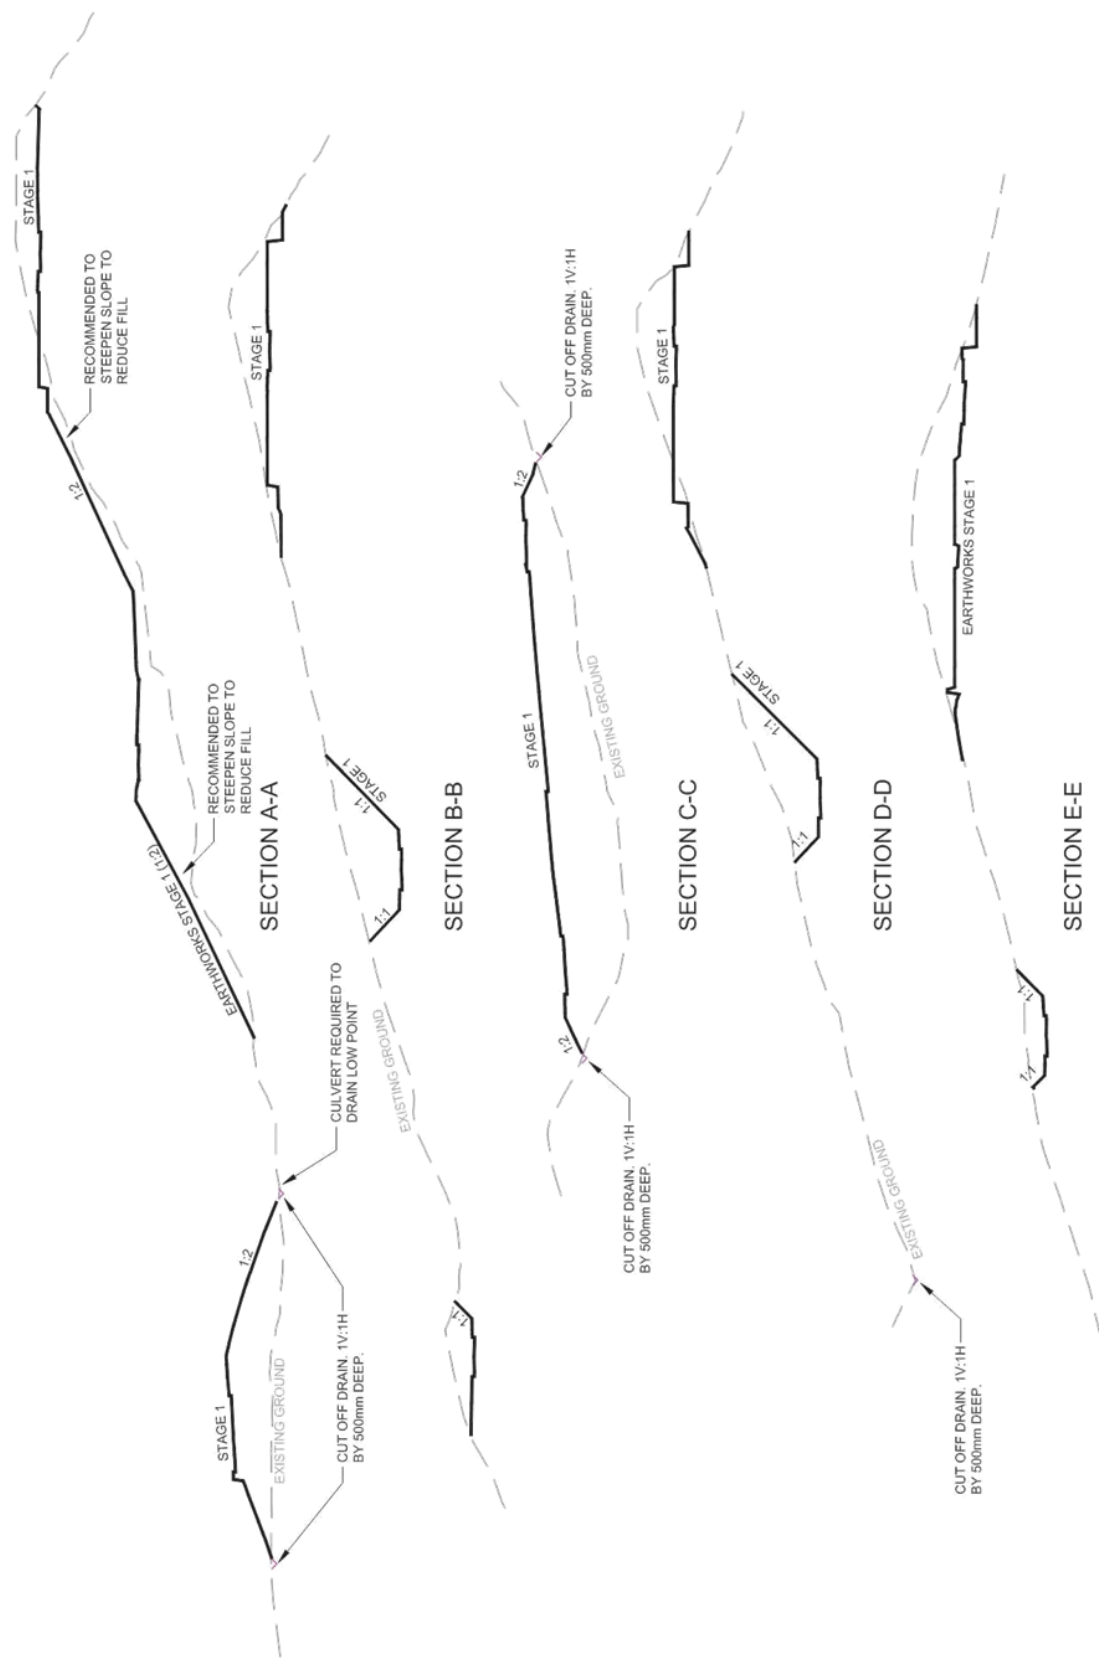 STAGE 1
1:2
EXISTING GROUND
1:2
CUT OFF DRAIN. 1V:1H
BY 500mm DEEP.
CULVERT REQUIRED TO
DRAIN LOW POINT
EARTHWORKS STAGE 1 (1:2)
RECOMMENDED TO
STEEPEN SLOPE TO
REDUCE FILL
1:2
RECOMMENDED TO
STEEPEN SLOPE TO
REDUCE FILL
STAGE 1
SECTION A-A
1:1
EXISTING GROUND
1:1
1:1
STAGE 1
STAGE 1
SECTION B-B
1:2
STAGE 1
EXISTING GROUND
1:2
CUT OFF DRAIN. 1V:1H
BY 500mm DEEP.
CUT OFF DRAIN. 1V:1H
BY 500mm DEEP.
SECTION C-C
EXISTING GROUND
1:1
1:1
STAGE 1
STAGE 1
CUT OFF DRAIN. 1V:1H
BY 500mm DEEP.
SECTION D-D
1:1
1:1
EARTHWORKS STAGE 1
SECTION E-E